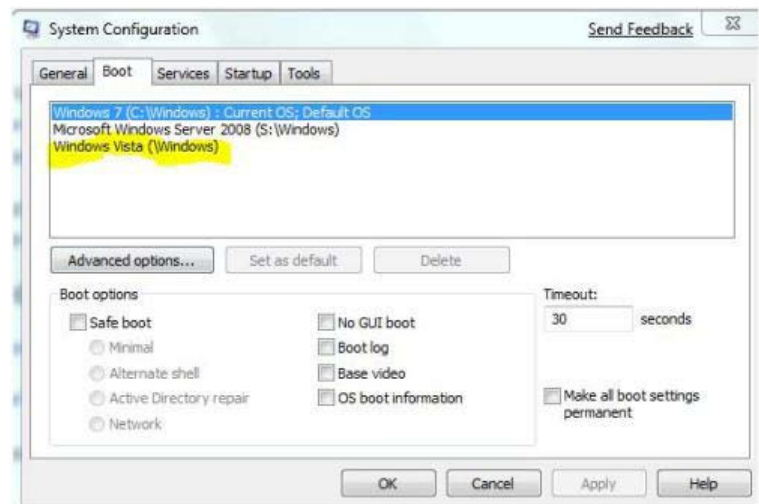 System Configuration
Send Feedback
General Boot Services Startup Tools
Windows 7 (C:\Windows) : Current OS; Default OS
Microsoft Windows Server 2008 (S:\Windows)
Windows Vista (\Windows)
Advanced options... Set as default Delete
Boot options
Timeout:
Safe boot No GUI boot 30 seconds
Minimal Boot log
Alternate shell Base video
Active Directory repair OS boot information Make all boot settings
permanent
Network
OK Cancel Apply Help